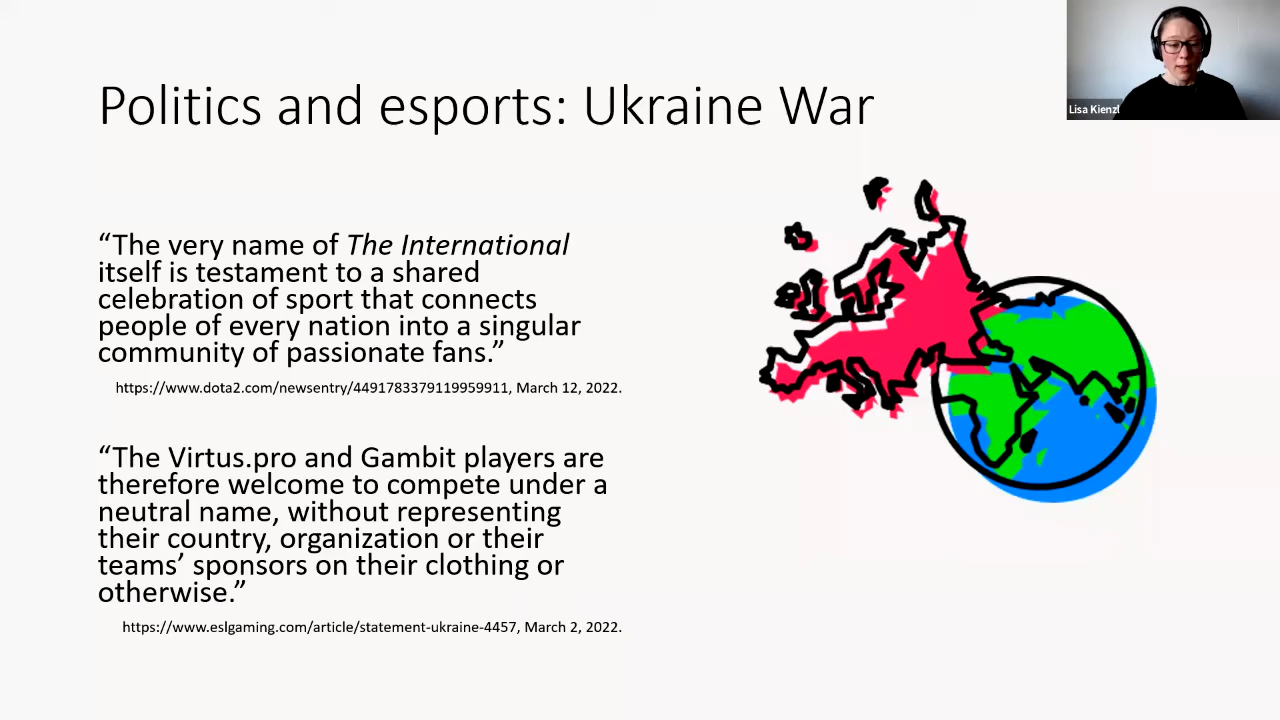 Politics and esports: Ukraine War
Lisa Kienzl
“The very name of The International
itself is testament to a shared
celebration of sport that connects
people of every nation into a singular
community of passionate fans.”
https://www.dota2.com/newsentry/4491783379119959911, March 12, 2022.
“The Virtus.pro and Gambit players are
therefore welcome to compete under a
neutral name, without representing
their country, organization or their
teams’ sponsors on their clothing or
otherwise.”
https://www.eslgaming.com/article/statement-ukraine-4457, March 2, 2022.